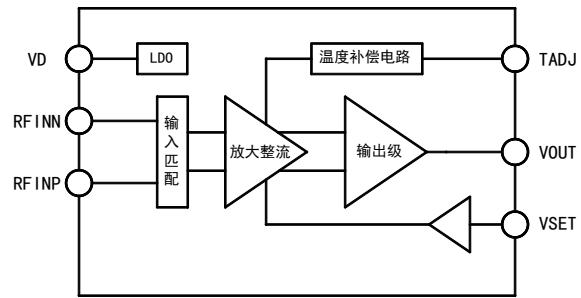 VD
LDO
温度补偿电路
TADJ
RFINN
RFINP
输入匹配
放大整流
输出级
VOUT
VSET